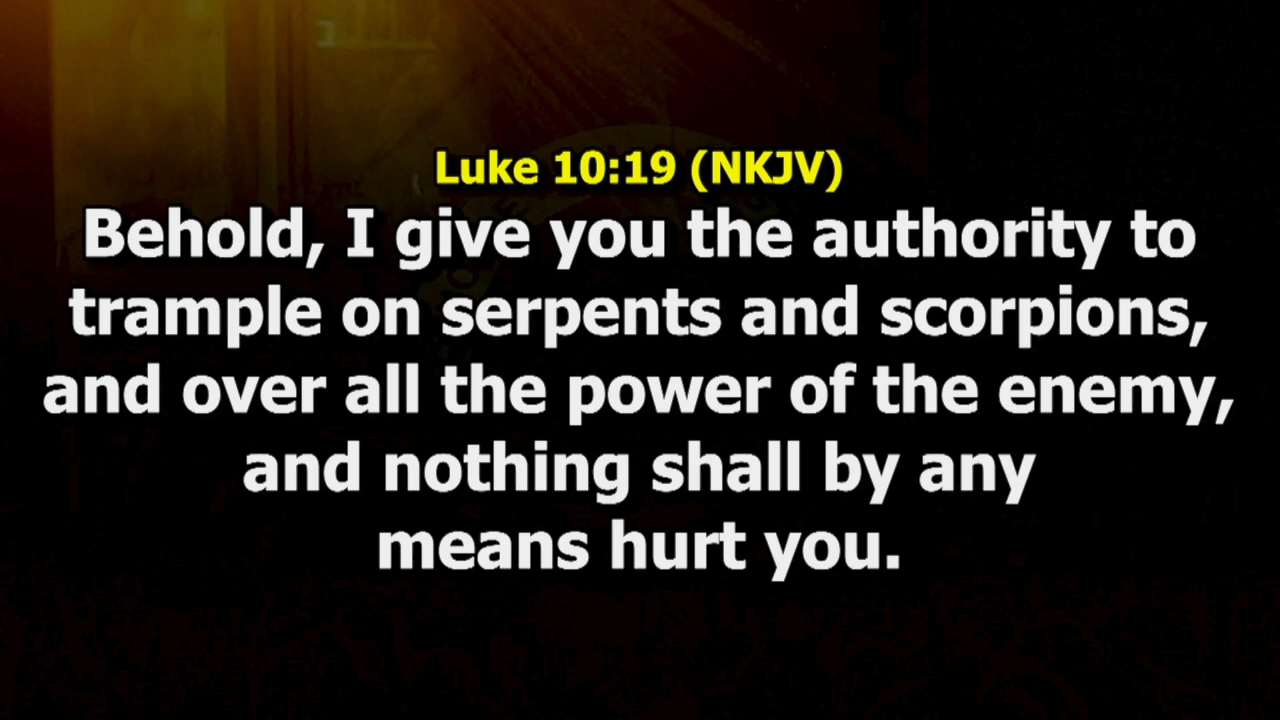 Luke 10:19 (NKJV)
Behold, I give you the authority to
trample on serpents and scorpions,
and over all the power of the enemy,
and nothing shall by any
means hurt you.